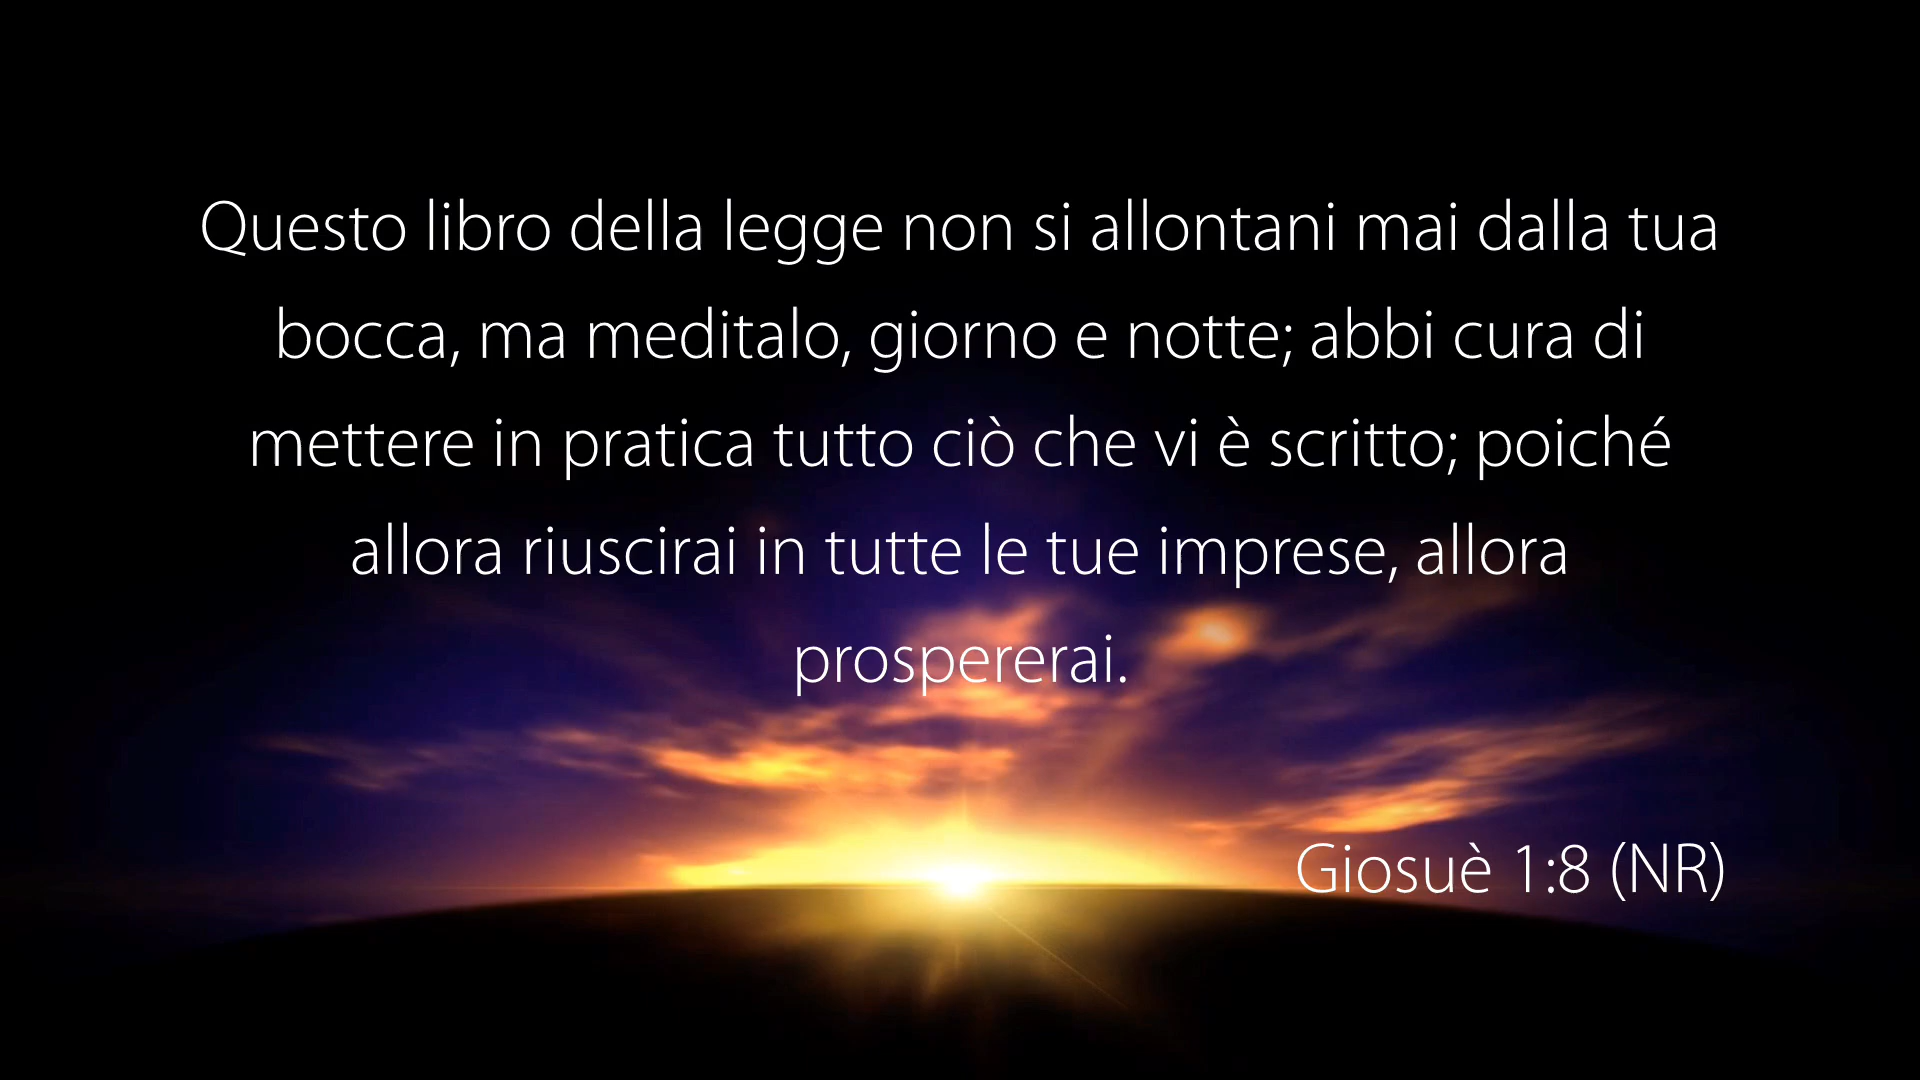 Questo libro della legge non si allontani mai dalla tua
bocca, ma meditalo, giorno e notte; abbi cura di
mettere in pratica tutto ciò che vi è scritto; poiché
allora riuscirai in tutte le tue imprese, allora
prospererai.
Giosuè 1:8 (NR)